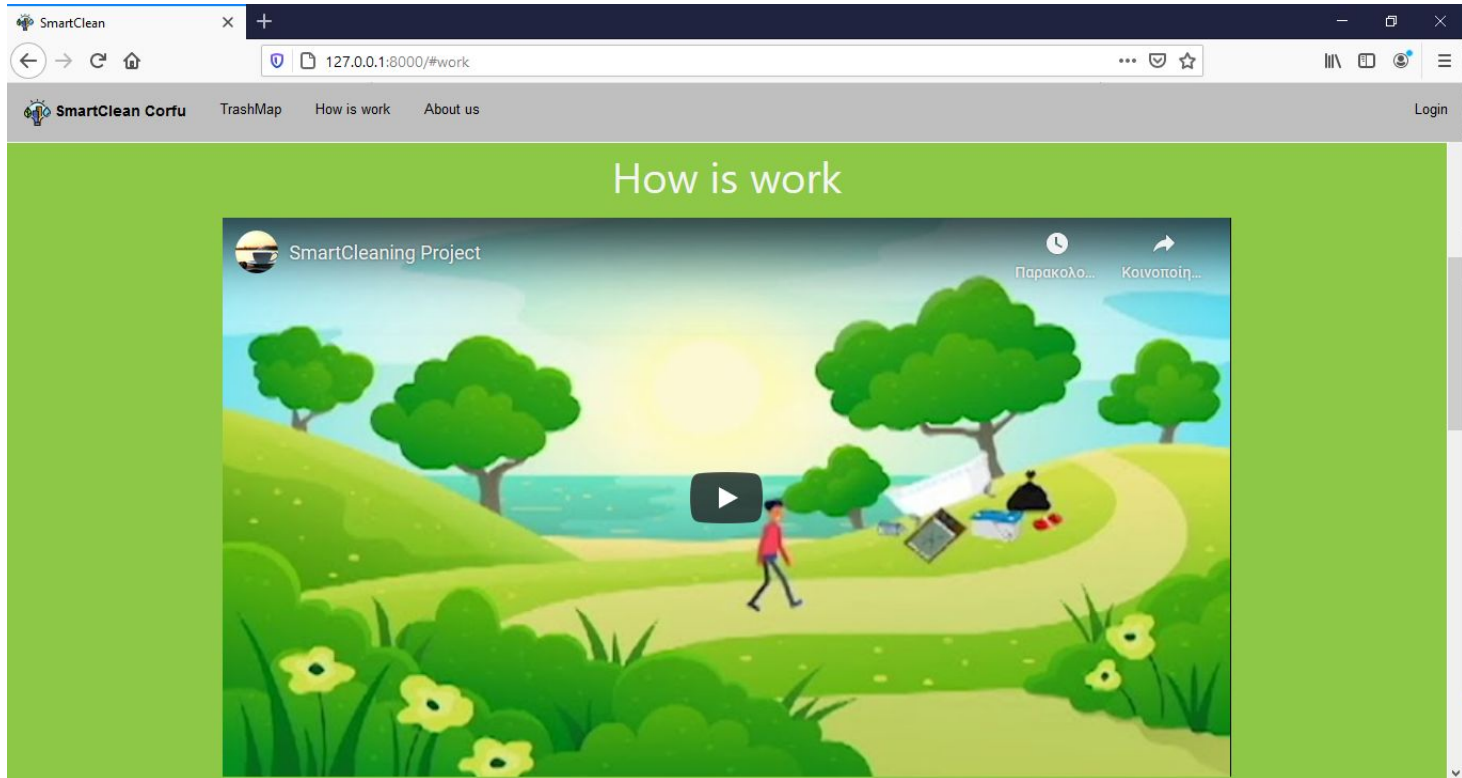 SmartClean
127.0.0.1:8000/#work
SmartClean Corfu TrashMap How is work About us Login
How is work
SmartCleaning Project
Παρακολο... Κοινοποίη...